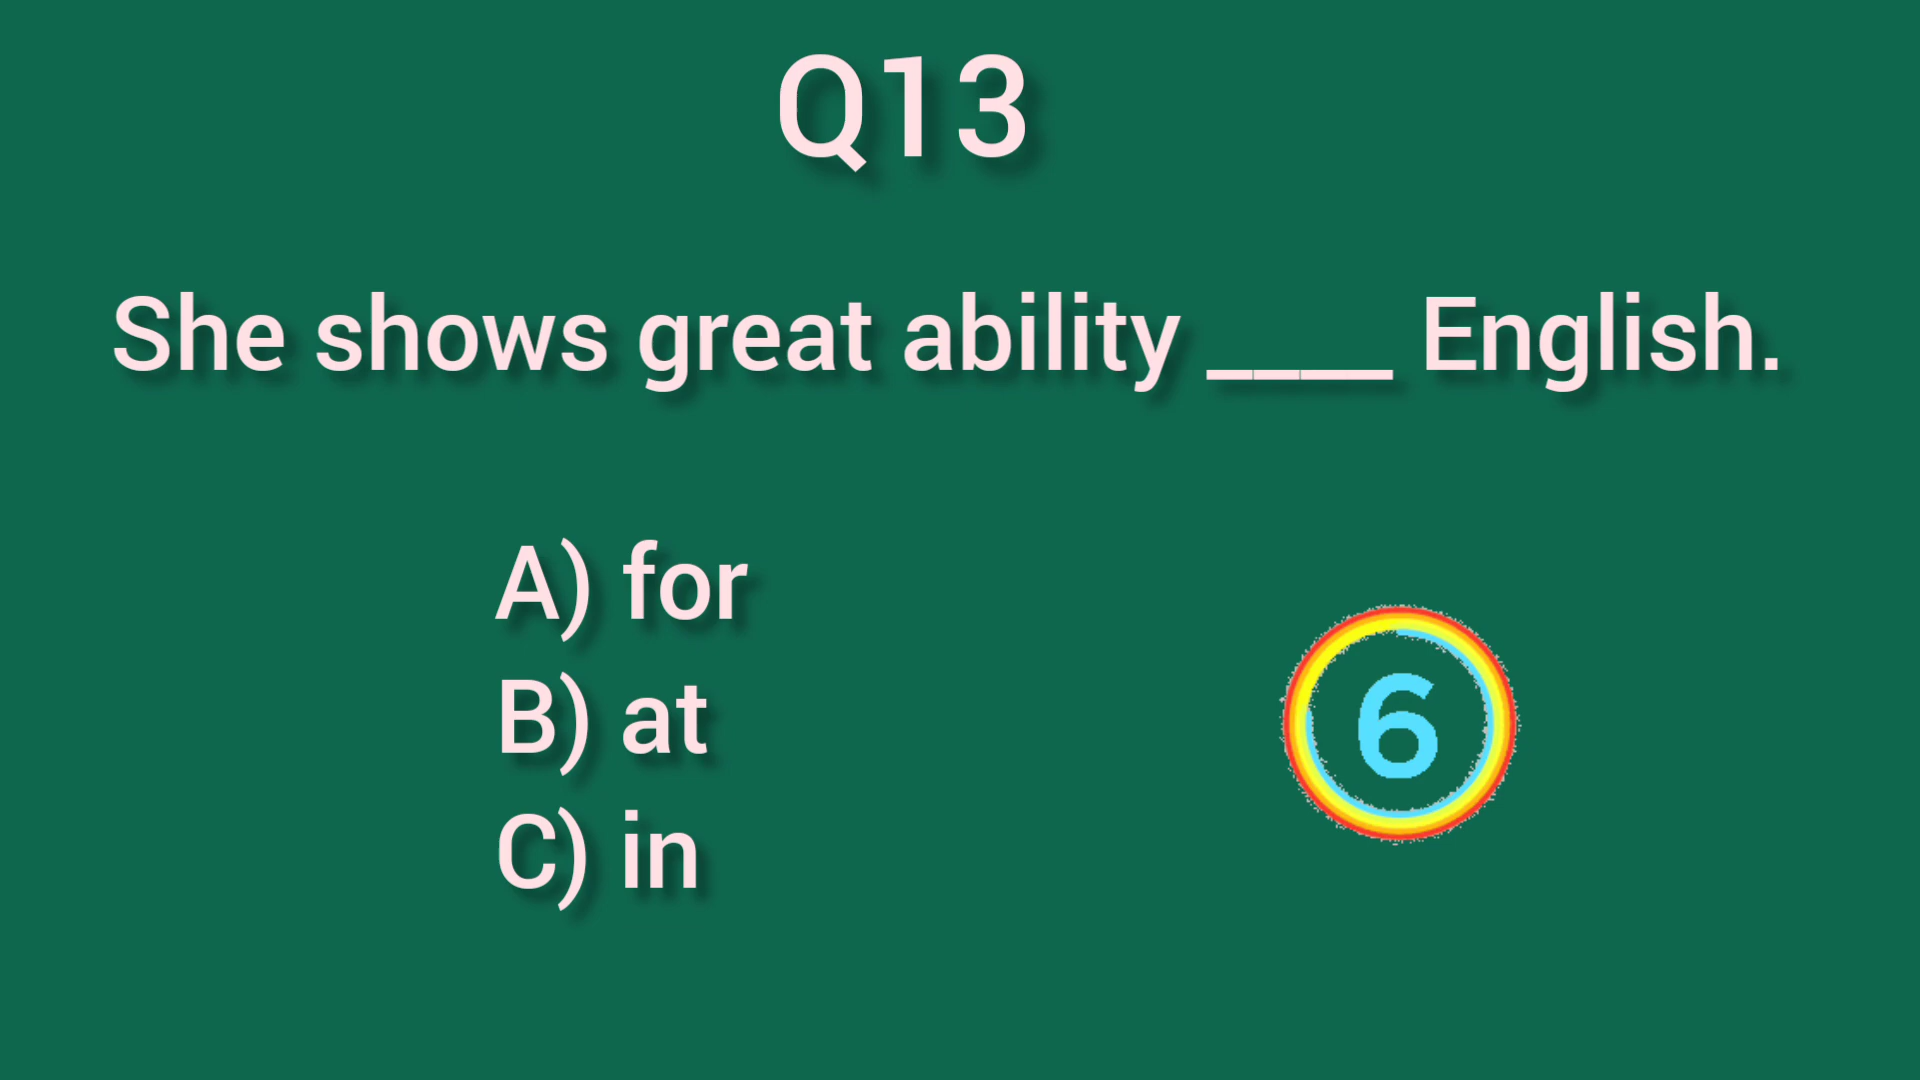 Q13
She shows great ability ____ English.
A) for
B) at
C) in
6